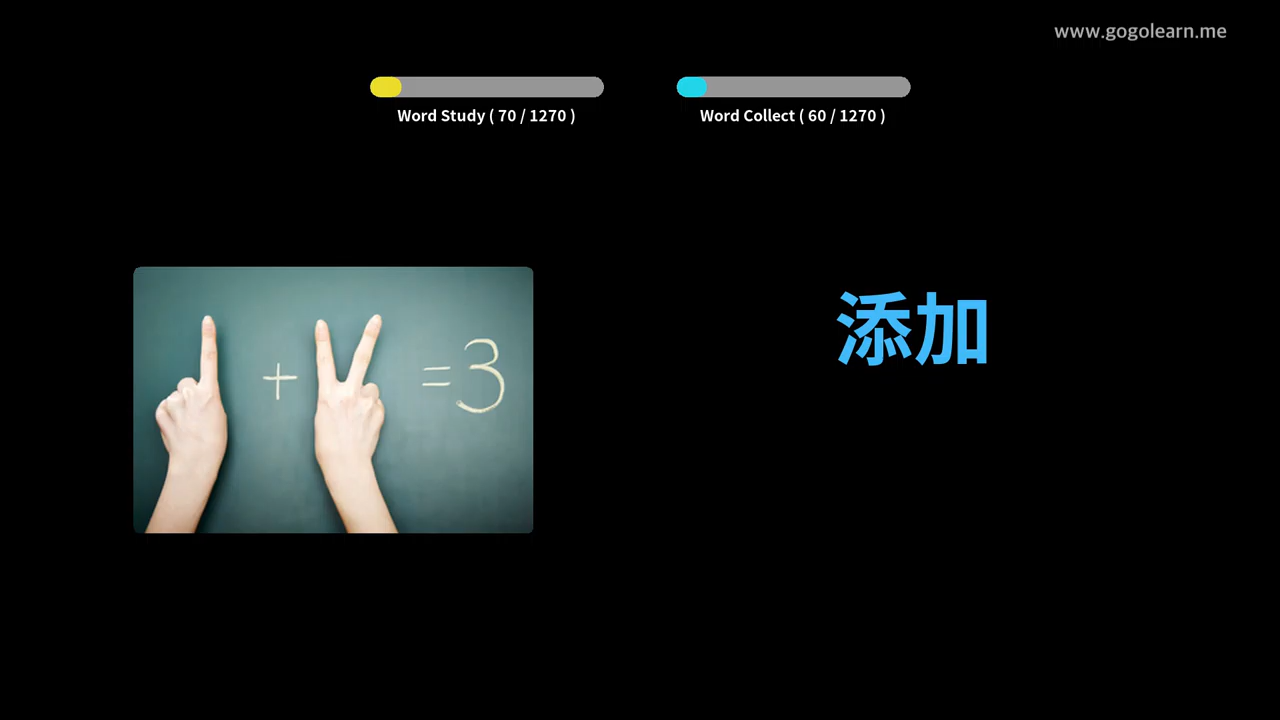 www.gogolearn.me
Word Study ( 70 / 1270 )
Word Collect ( 60 / 1270 )
+ =3
添加